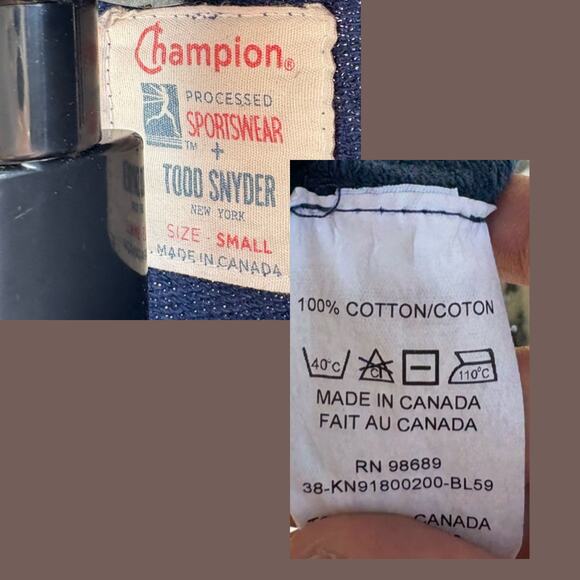 Champion®
PROCESSED
SPORTSWEAR
™ +
TODD SNYDER
NEW YORK
SIZE - SMALL
MADE IN CANADA
100% COTTON/COTON
40°C CL 110°C
MADE IN CANADA
FAIT AU CANADA
RN 98689
38-KN91800200-BL59
CANADA